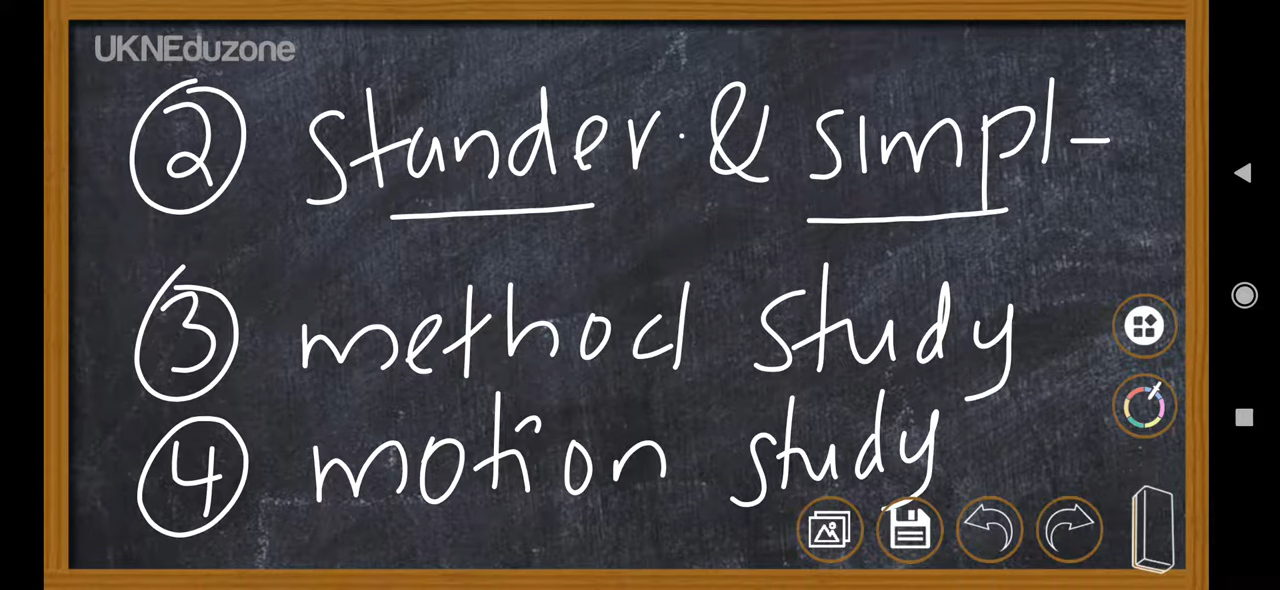 UKNEduzone
② stander. & simpl-
③ method study
④ motion study